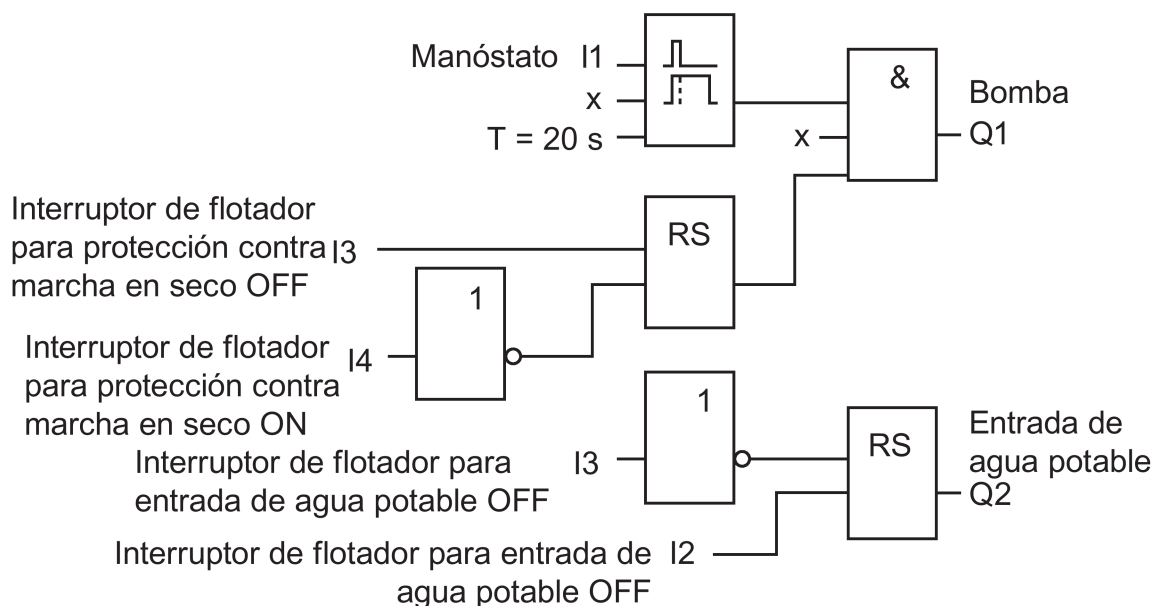 Manóstato I1
x
T = 20 s
&
x
Bomba
Q1
Interruptor de flotador
para protección contra I3
marcha en seco OFF
RS
1
Interruptor de flotador I4
para protección contra
marcha en seco ON
1
Interruptor de flotador para I3
entrada de agua potable OFF
RS
Entrada de
agua potable
Q2
Interruptor de flotador para entrada de I2
agua potable OFF